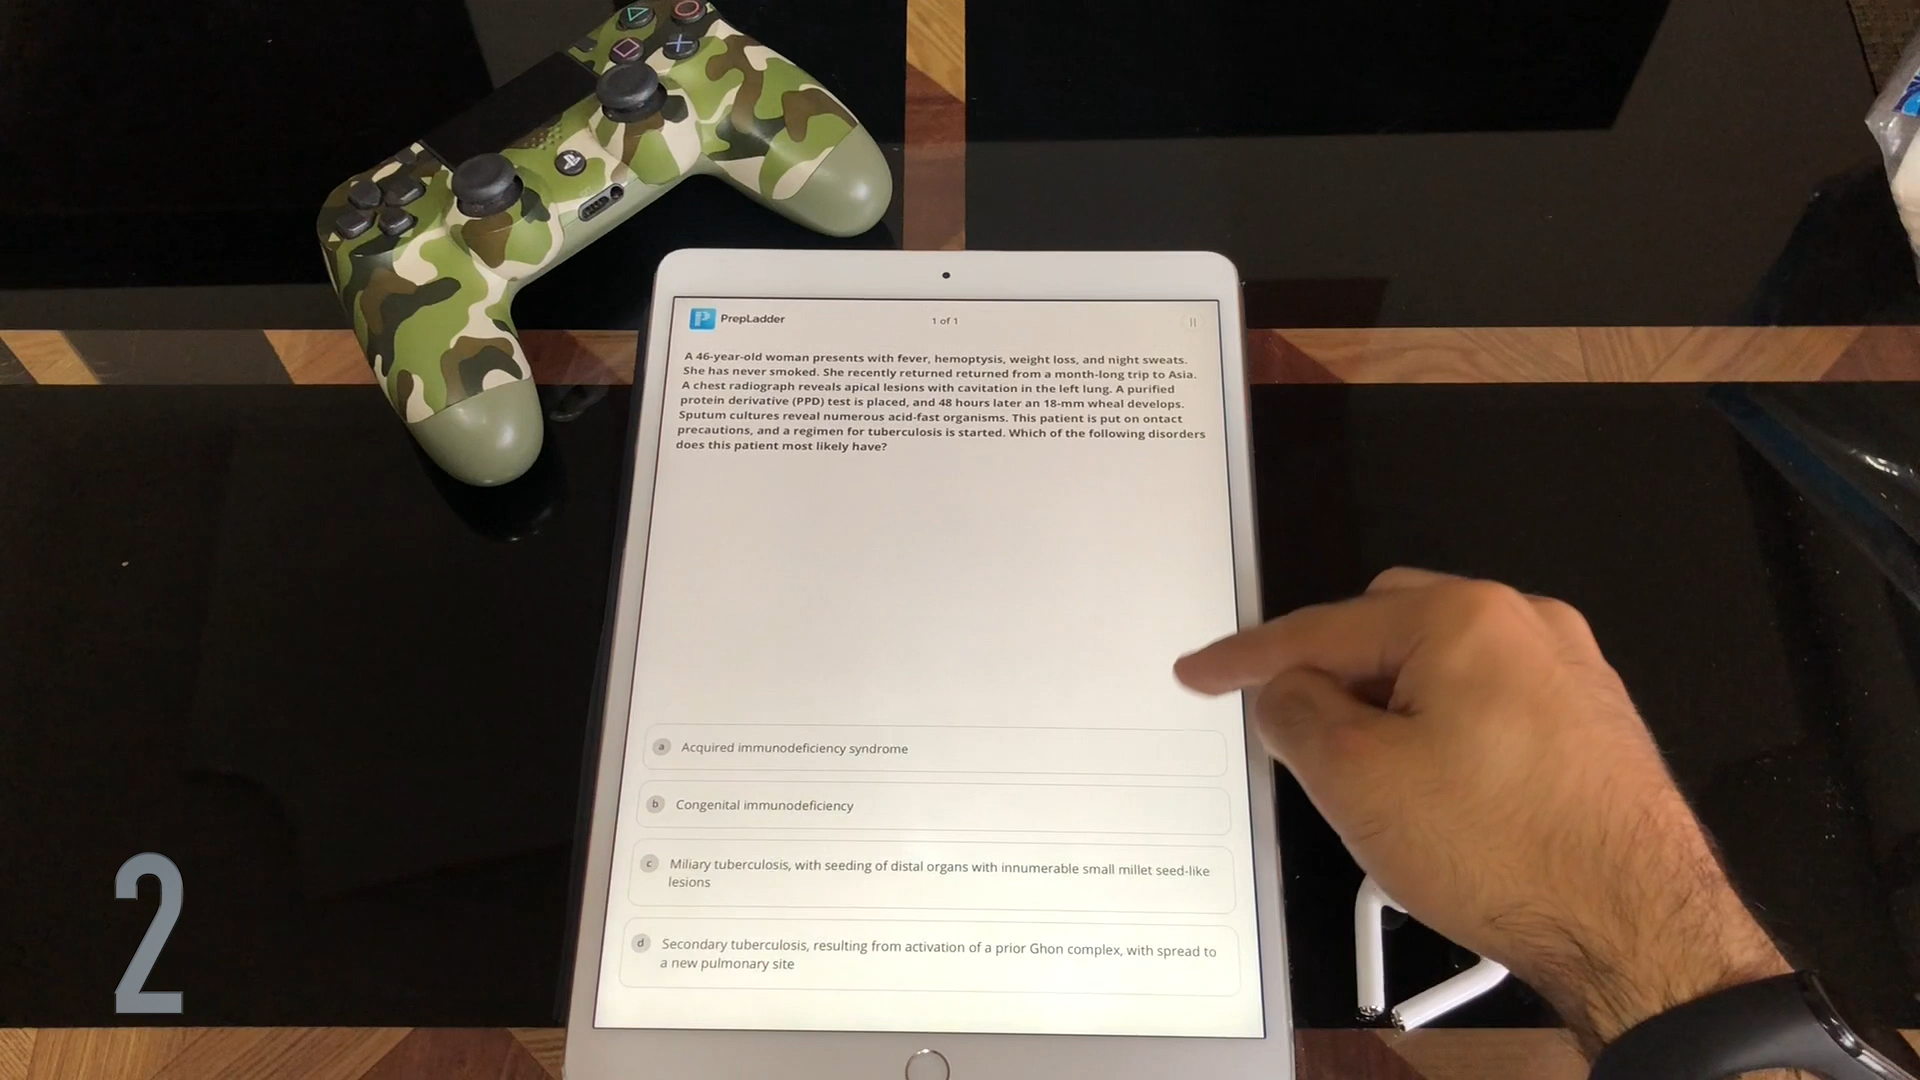 PrepLadder
1 of 1
A 46-year-old woman presents with fever, hemoptysis, weight loss, and night sweats.
She has never smoked. She recently returned returned from a month-long trip to Asia.
A chest radiograph reveals apical lesions with cavitation in the left lung. A purified
protein derivative (PPD) test is placed, and 48 hours later an 18-mm wheal develops.
Sputum cultures reveal numerous acid-fast organisms. This patient is put on ontact
precautions, and a regimen for tuberculosis is started. Which of the following disorders
does this patient most likely have?
a Acquired immunodeficiency syndrome
b Congenital immunodeficiency
c Miliary tuberculosis, with seeding of distal organs with innumerable small millet seed-like
lesions
d Secondary tuberculosis, resulting from activation of a prior Ghon complex, with spread to
a new pulmonary site
2